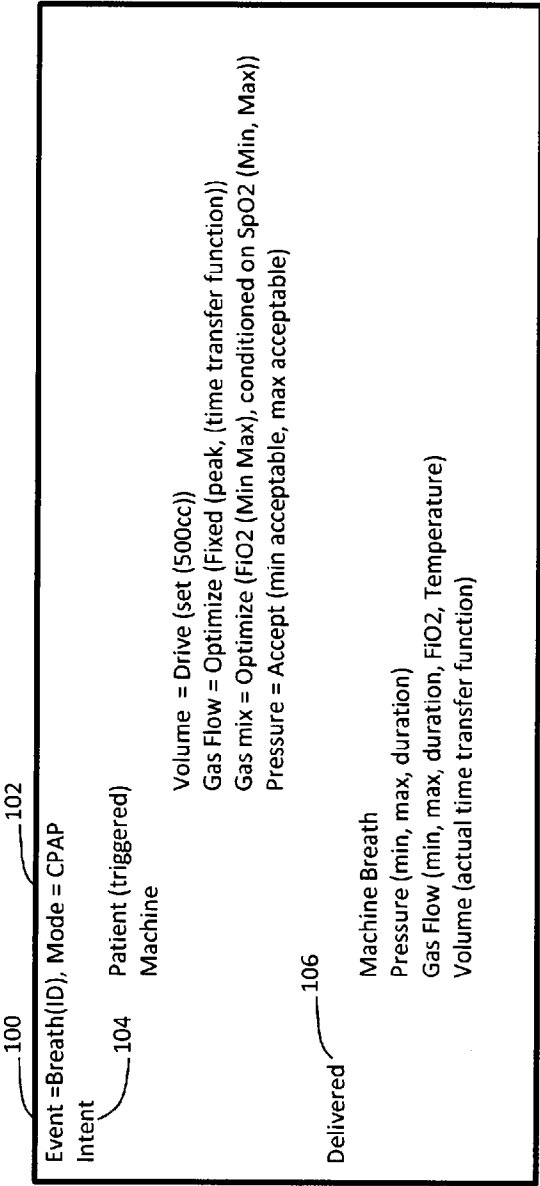 100
102
Event =Breath(ID), Mode = CPAP
Intent
104
Patient (triggered)
Machine
Volume = Drive (set (500cc))
Gas Flow = Optimize (Fixed (peak, (time transfer function))
Gas mix = Optimize (FiO2 (Min Max), conditioned on SpO2 (Min, Max))
Pressure = Accept (min acceptable, max acceptable)
106
Delivered
Machine Breath
Pressure (min, max, duration)
Gas Flow (min, max, duration, FiO2, Temperature)
Volume (actual time transfer function)